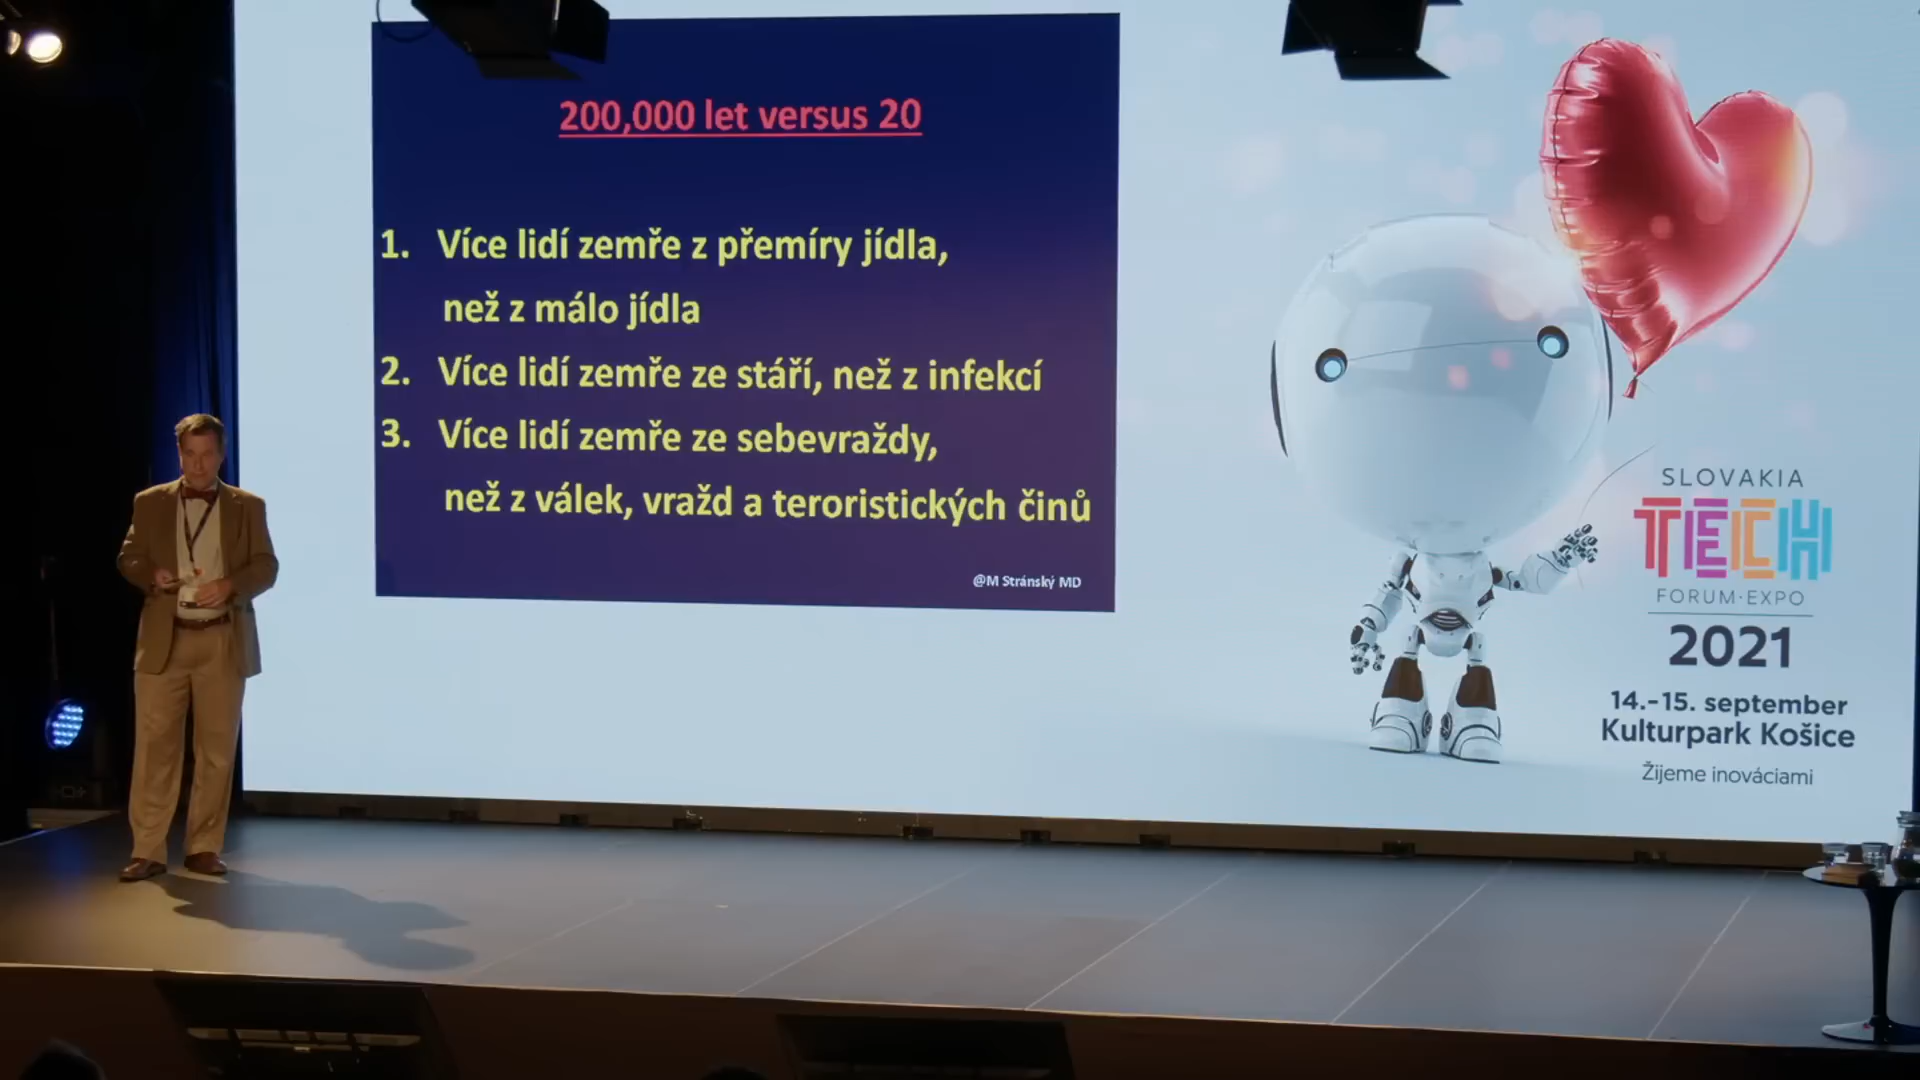 200,000 let versus 20
1. Více lidí zemře z přemíry jídla,
než z málo jídla
2. Více lidí zemře ze stáří, než z infekcí
3. Více lidí zemře ze sebevraždy,
než z válek, vražd a teroristických činů
@M Stránský MD
SLOVAKIA
TECH
FORUM·EXPO
2021
14.-15. september
Kulturpark Košice
Žijeme inováciami